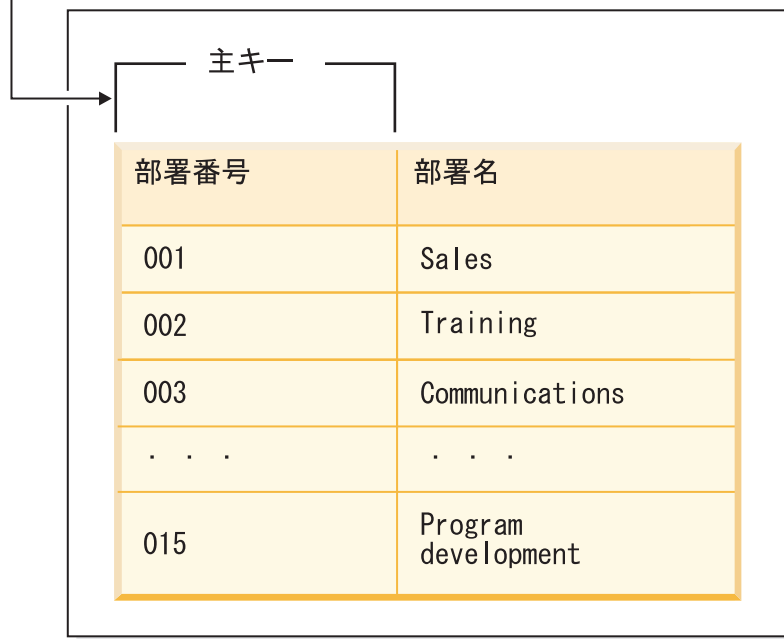 主キー
部署番号 部署名
001 Sales
002 Training
003 Communications
. . . . . .
015 Program
development